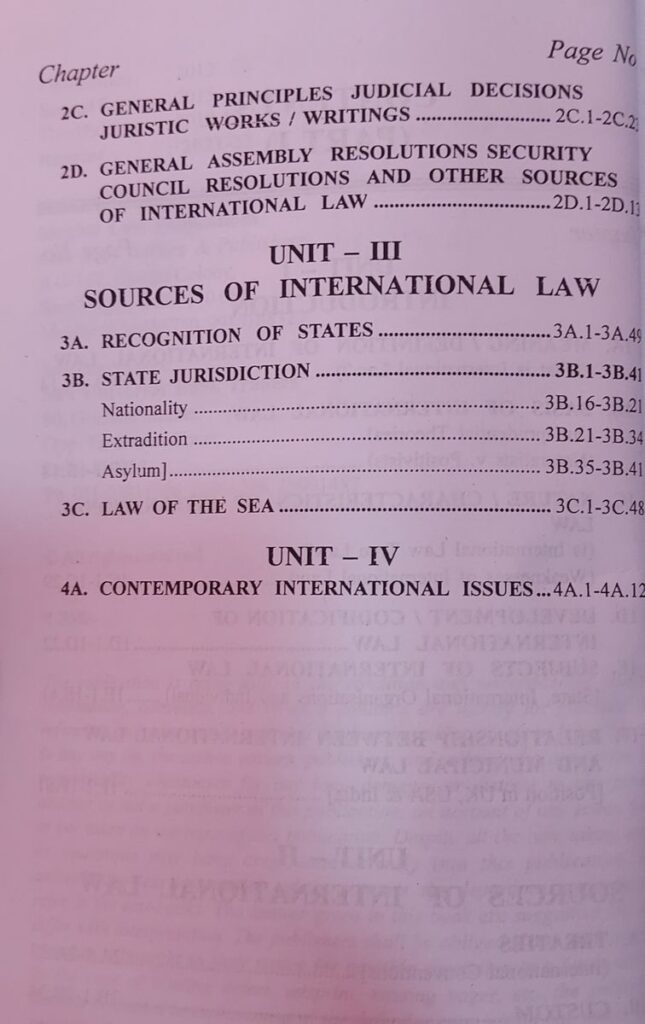 Chapter Page No
2C. GENERAL PRINCIPLES JUDICIAL DECISIONS
JURISTIC WORKS / WRITINGS ............................ 2C.1-2C.2
2D. GENERAL ASSEMBLY RESOLUTIONS SECURITY
COUNCIL RESOLUTIONS AND OTHER SOURCES
OF INTERNATIONAL LAW .....................................2D.1-2D.1
UNIT – III
SOURCES OF INTERNATIONAL LAW
3A. RECOGNITION OF STATES ....................................3A.1-3A.49
3B. STATE JURISDICTION ................................................ 3B.1-3B.41
Nationality ........................................................................ 3B.16-3B.21
Extradition ........................................................................ 3B.21-3B.34
Asylum].............................................................................. 3B.35-3B.41
3C. LAW OF THE SEA ........................................................ 3C.1-3C.48
UNIT – IV
4A. CONTEMPORARY INTERNATIONAL ISSUES...4A.1-4A.12